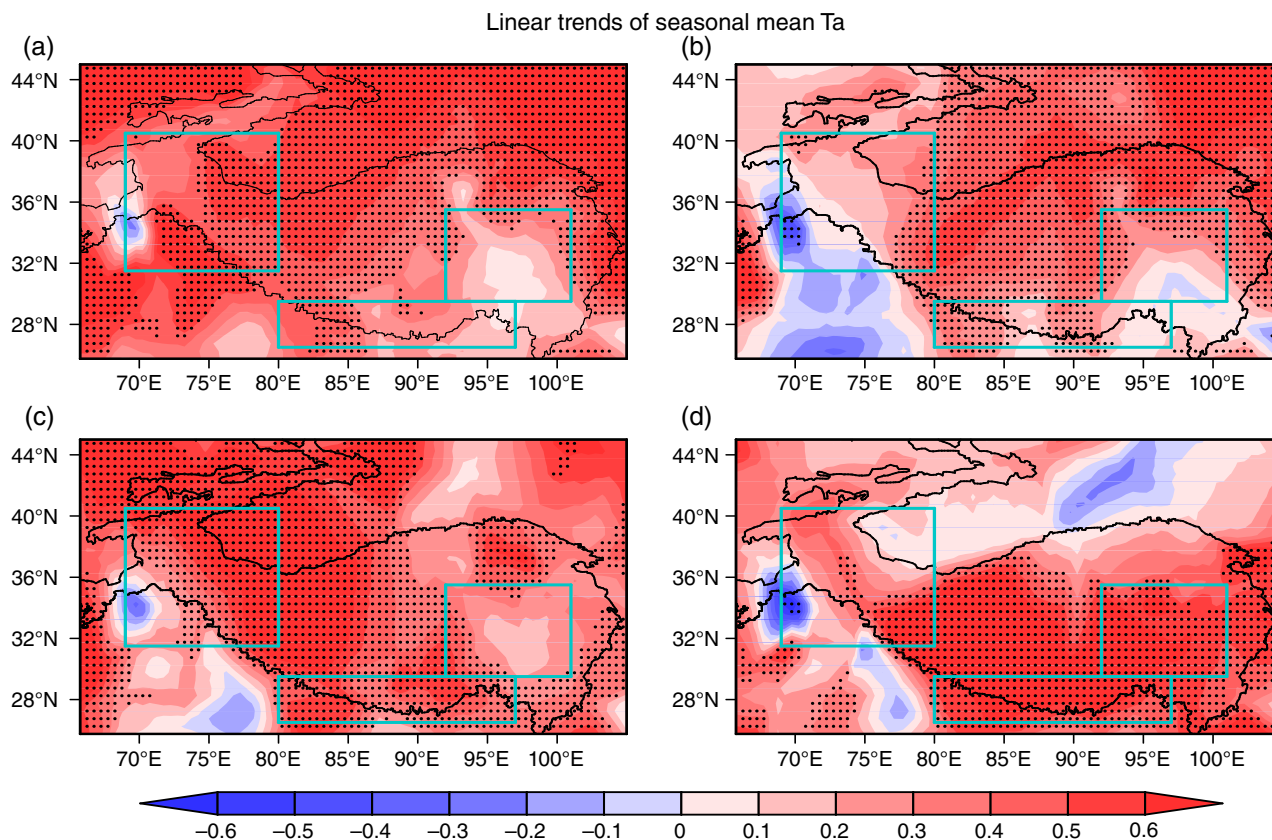 Linear trends of seasonal mean Ta
(a) (b)
44°N 44°N
40°N 40°N
36°N 36°N
32°N 32°N
28°N 28°N
70°E 75°E 80°E 85°E 90°E 95°E 100°E 70°E 75°E 80°E 85°E 90°E 95°E 100°E
(c) (d)
44°N 44°N
40°N 40°N
36°N 36°N
32°N 32°N
28°N 28°N
70°E 75°E 80°E 85°E 90°E 95°E 100°E 70°E 75°E 80°E 85°E 90°E 95°E 100°E
−0.6 −0.5 −0.4 −0.3 −0.2 −0.1 0 0.1 0.2 0.3 0.4 0.5 0.6